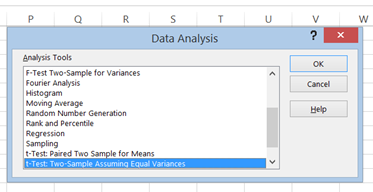 P Q R S T U V W
Data Analysis
? ×
Analysis Tools
OK
F-Test Two-Sample for Variances
Fourier Analysis
Cancel
Histogram
Moving Average
Random Number Generation
Help
Rank and Percentile
Regression
Sampling
t-Test: Paired Two Sample for Means
t-Test: Two-Sample Assuming Equal Variances